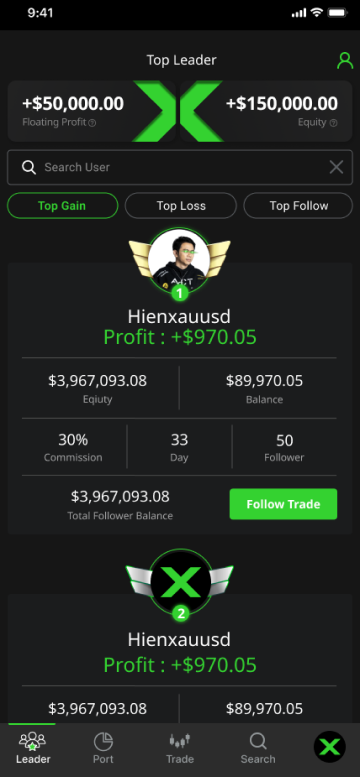 9:41
Top Leader
+$50,000.00
Floating Profit
+$150,000.00
Equity
Search User
Top Gain
Top Loss
Top Follow
1
Hienxauusd
Profit : +$970.05
$3,967,093.08
Eqiuty
$89,970.05
Balance
30%
Commission
33
Day
50
Follower
$3,967,093.08
Total Follower Balance
Follow Trade
2
Hienxauusd
Profit : +$970.05
$3,967,093.08
$89,970.05
Leader
Port
Trade
Search